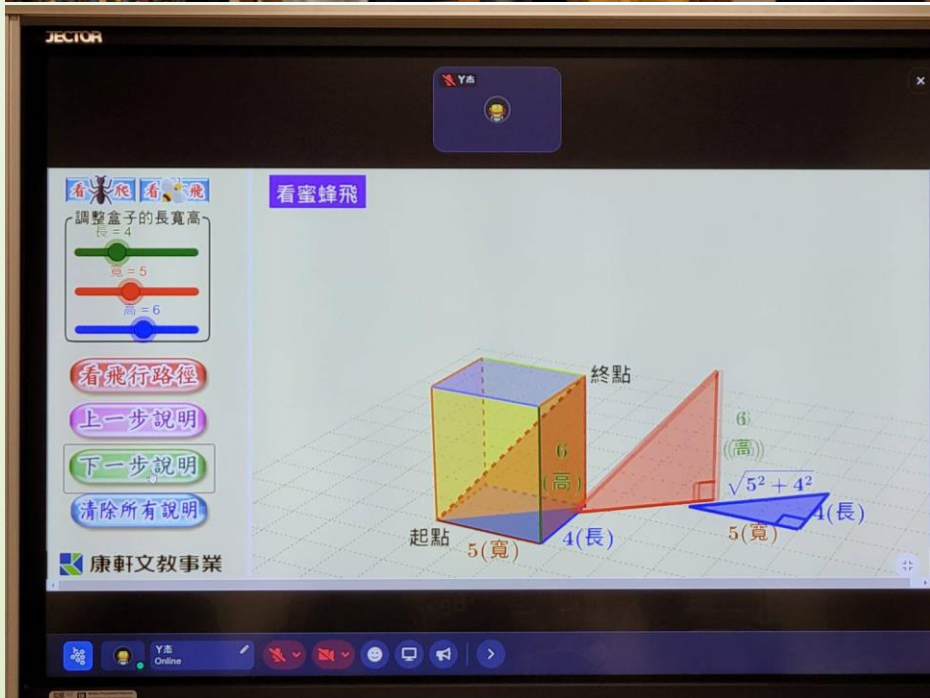 JECTOR
ㄚ杰
看 爬 看 飛
看蜜蜂飛
調整盒子的長寬高
長 = 4
寬 = 5
高 = 6
看飛行路徑
上一步說明
下一步說明
清除所有說明
康軒文教事業
終點
6
(高)
起點
5(寬)
4(長)
6
(高)
√5² + 4²
5(寬)
4(長)
ㄚ杰
Online